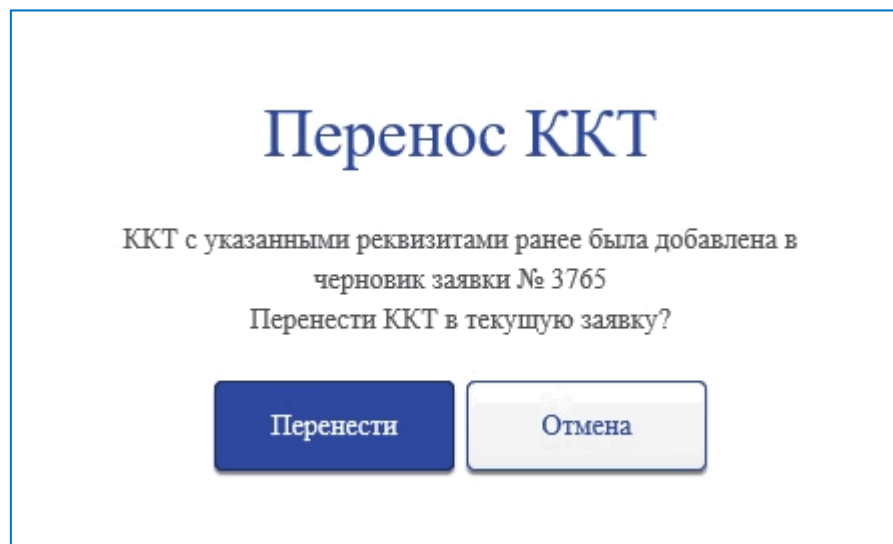 Перенос ККТ
ККТ с указанными реквизитами ранее была добавлена в
черновик заявки № 3765
Перенести ККТ в текущую заявку?
Перенести
Отмена